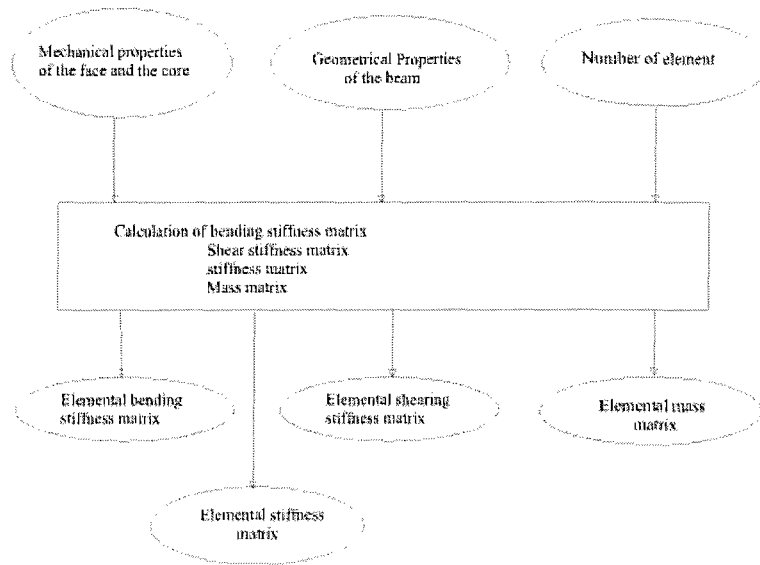 Mechanical properties
of the face and the core
Geometrical Properties
of the beam
Number of element
Calculation of bending stiffness matrix
Shear stiffness matrix
stiffness matrix
Mass matrix
Elemental bending
stiffness matrix
Elemental shearing
stiffness matrix
Elemental mass
matrix
Elemental stiffness
matrix